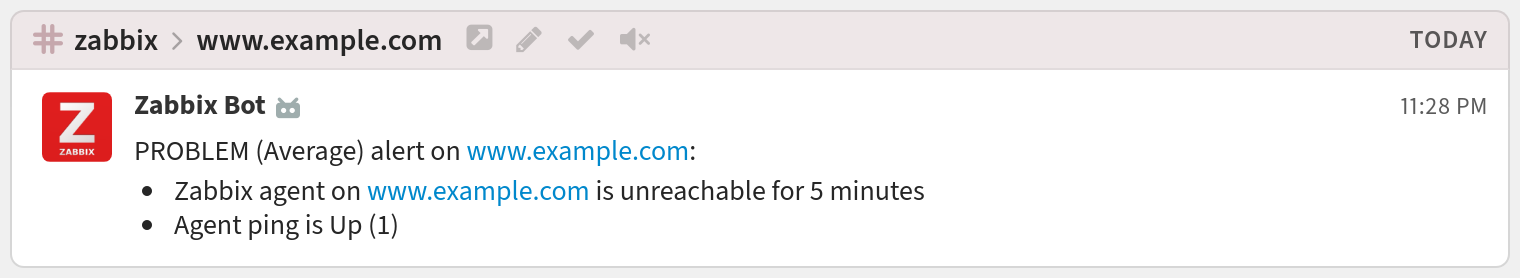 # zabbix > www.example.com TODAY
Z
ZABBIX
Zabbix Bot 11:28 PM
PROBLEM (Average) alert on www.example.com:
• Zabbix agent on www.example.com is unreachable for 5 minutes
• Agent ping is Up (1)